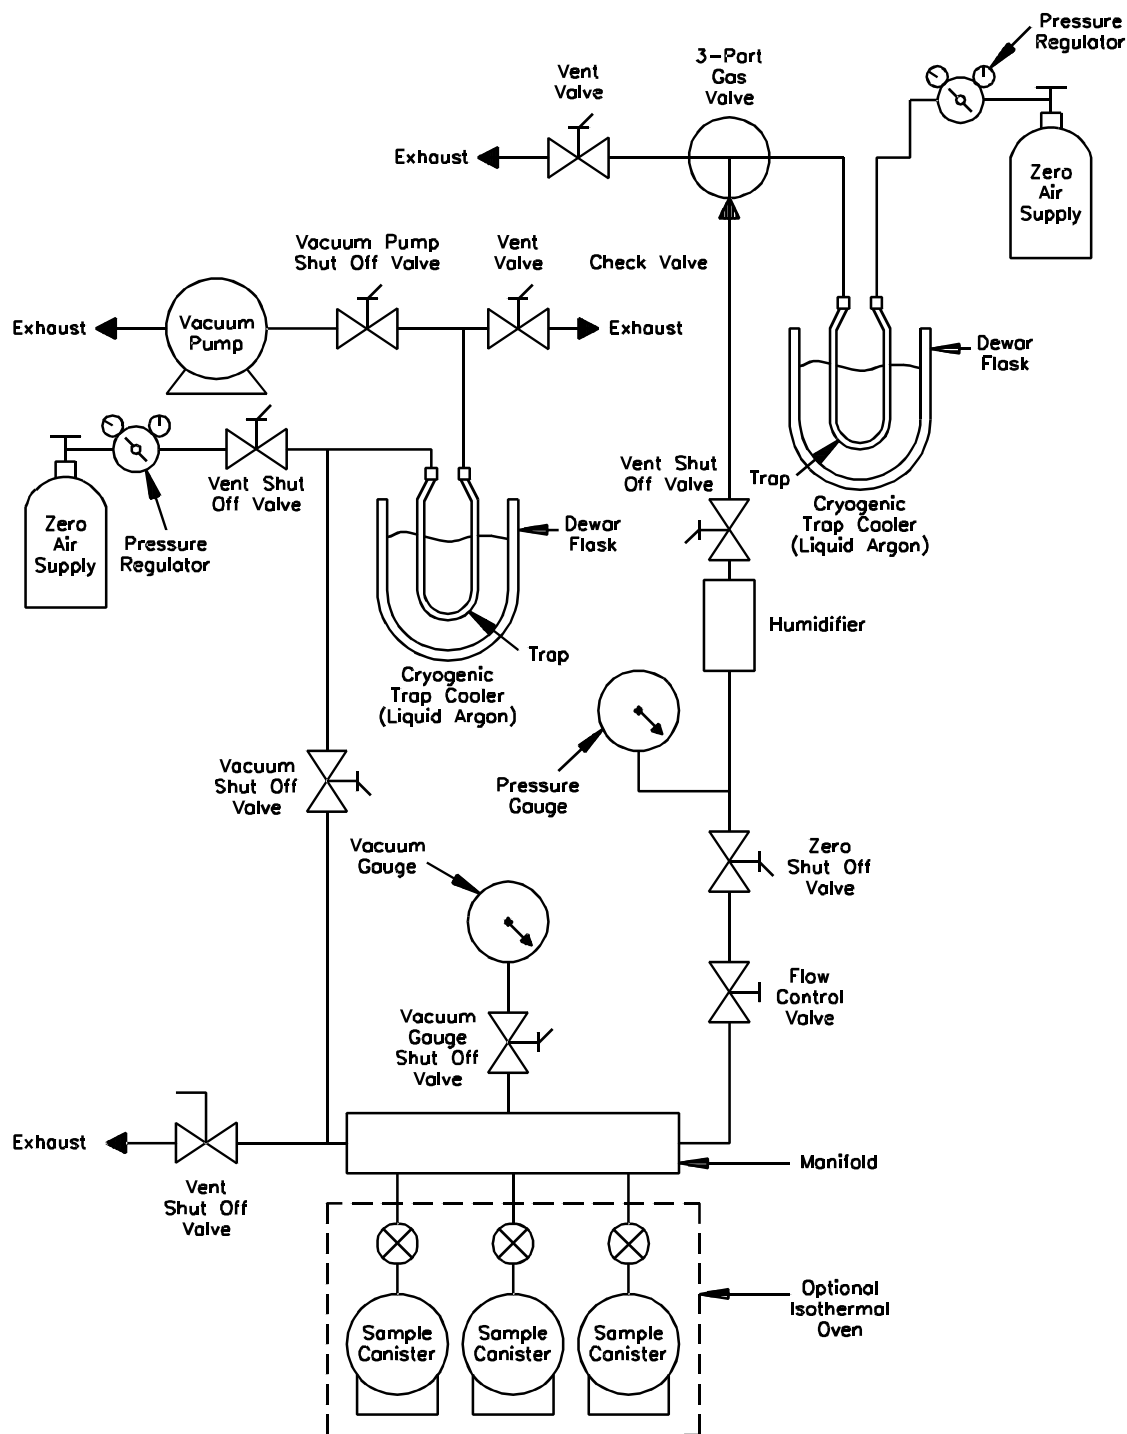 Pressure
Regulator
3-Part
Gas
Valve
Vent
Valve
Exhaust
Zero
Air
Supply
Vacuum Pump
Shut Off Valve
Vent
Valve
Check Valve
Exhaust
Vacuum
Pump
Exhaust
Dewar
Flask
Trap
Cryogenic
Trap Cooler
(Liquid Argon)
Vent Shut
Off Valve
Vent Shut
Off Valve
Zero
Air
Supply
Pressure
Regulator
Dewar
Flask
Trap
Cryogenic
Trap Cooler
(Liquid Argon)
Humidifier
Pressure
Gauge
Vacuum
Shut Off
Valve
Vacuum
Gauge
Zero
Shut Off
Valve
Flow
Control
Valve
Vacuum
Gauge
Shut Off
Valve
Exhaust
Vent
Shut Off
Valve
Manifold
Optional
Isothermal
Oven
Sample
Canister
Sample
Canister
Sample
Canister